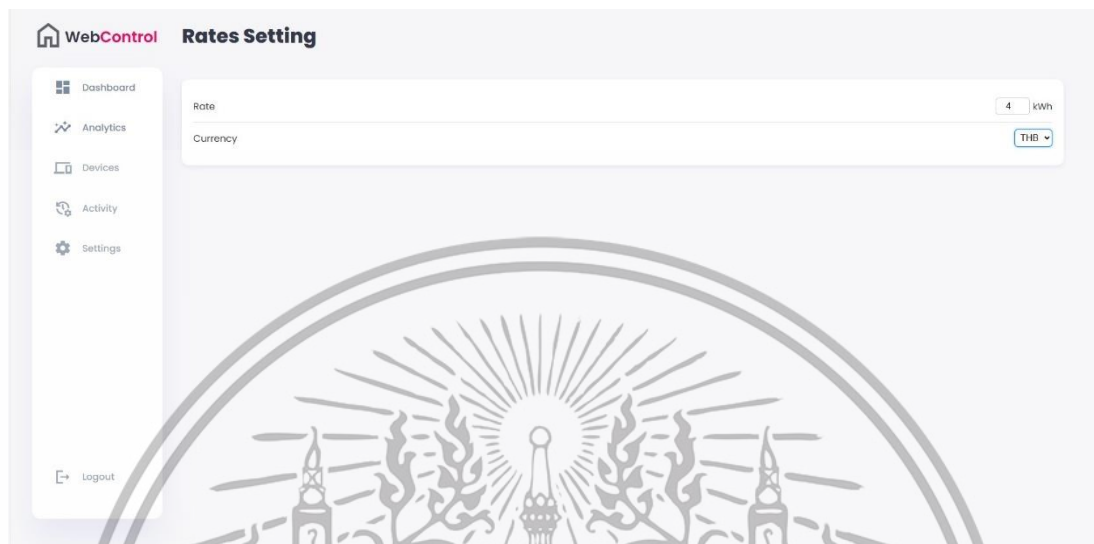 WebControl
Rates Setting
Dashboard
Analytics
Devices
Activity
Settings
Logout
Rate
4 kWh
Currency
THB